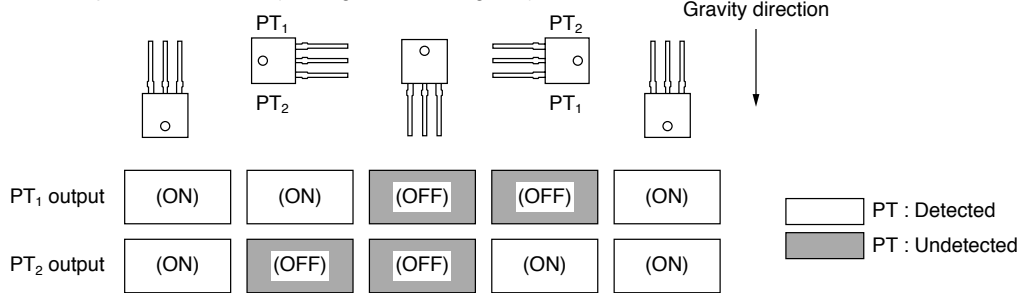 Gravity direction
PT₁ PT₂
PT₂ PT₁
PT₁ output (ON) (ON) (OFF) (OFF) (ON)
PT : Detected
PT : Undetected
PT₂ output (ON) (OFF) (OFF) (ON) (ON)